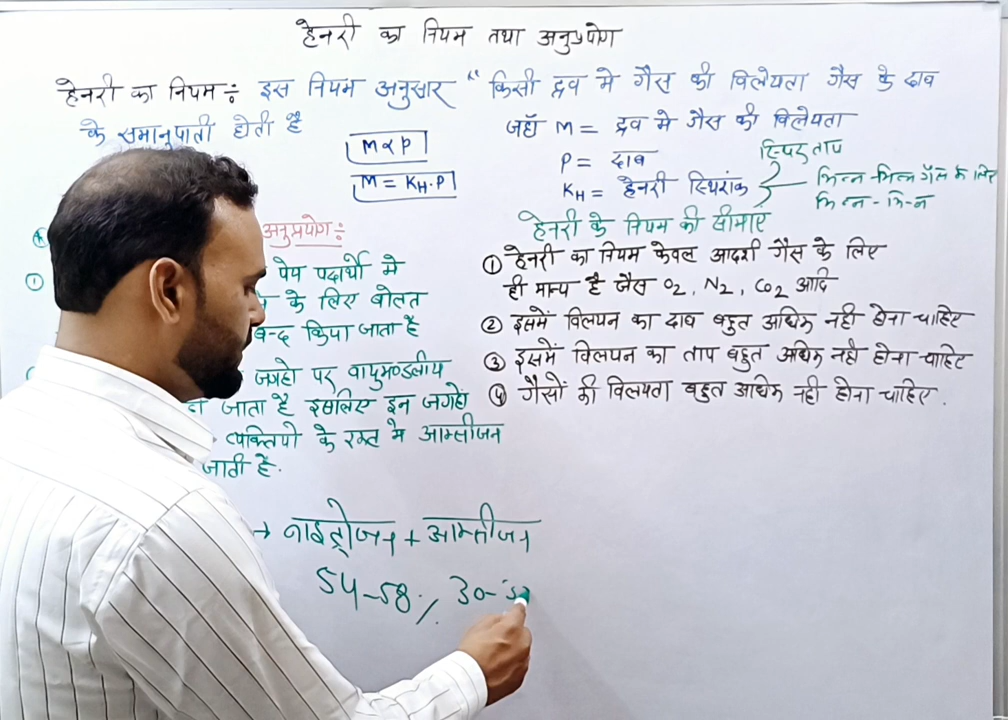 हेनरी का नियम तथा अनुप्रयोग
हेनरी का नियम : इस नियम अनुसार "किसी द्रव मे गैस की विलेयता गैस के दाब
के समानुपाती होती है
M ∝ P
M = KH·P
जहाँ M = द्रव मे गैस की विलेयता
P = दाब
KH = हेनरी स्थिरांक
स्थिर ताप
भिन्न-भिन्न गैस के लिए
भिन्न-भिन्न
अनुप्रयोग :
①
पेय पदार्थो मे
के लिए बोतल
बन्द किया जाता है
जगहो पर वायुमण्डलीय
जाता है इसलिए इन जगहों
व्यक्तियो के रक्त मे आक्सीजन
जाती है.
→ नाइट्रोजन + आक्सीजन
54-58% 30-
हेनरी के नियम की सीमाएं
① हेनरी का नियम केवल आदर्श गैस के लिए
ही मान्य है जैस O2, N2, CO2 आदि
② इसमें विलयन का दाब बहुत अधिक नही होना चाहिए
③ इसमें विलयन का ताप बहुत अधिक नही होना चाहिए
④ गैसों की विलयता बहुत अधिक नही होना चाहिए.